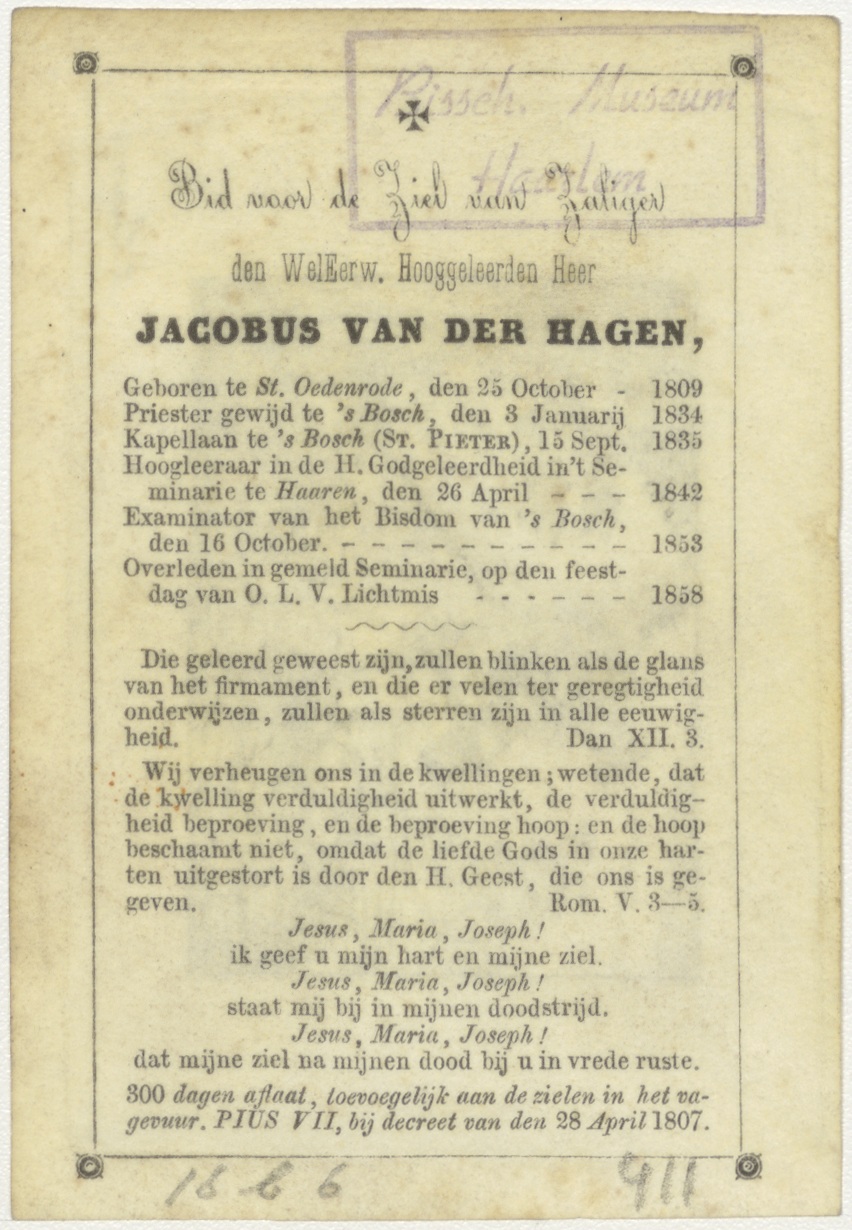 Bissch. Museum
Haarlem
Bid voor de Ziel van Zaliger
den WelEerw. Hooggeleerden Heer
JACOBUS VAN DER HAGEN,
Geboren te St. Oedenrode, den 25 October - 1809
Priester gewijd te 's Bosch, den 3 Januarij 1834
Kapellaan te 's Bosch (ST. PIETER), 15 Sept. 1835
Hoogleeraar in de H. Godgeleerdheid in't Se-
minarie te Haaren, den 26 April - - - 1842
Examinator van het Bisdom van 's Bosch,
den 16 October. - - - - - - - - - - 1853
Overleden in gemeld Seminarie, op den feest-
dag van O. L. V. Lichtmis - - - - - - 1858
Die geleerd geweest zijn, zullen blinken als de glans
van het firmament, en die er velen ter geregtigheid
onderwijzen, zullen als sterren zijn in alle eeuwig-
heid. Dan XII. 3.
Wij verheugen ons in de kwellingen; wetende, dat
de kwelling verduldigheid uitwerkt, de verduldig-
heid beproeving, en de beproeving hoop: en de hoop
beschaamt niet, omdat de liefde Gods in onze har-
ten uitgestort is door den H. Geest, die ons is ge-
geven. Rom. V. 3—5.
Jesus, Maria, Joseph!
ik geef u mijn hart en mijne ziel.
Jesus, Maria, Joseph!
staat mij bij in mijnen doodstrijd.
Jesus, Maria, Joseph!
dat mijne ziel na mijnen dood bij u in vrede ruste.
300 dagen aflaat, toevoegelijk aan de zielen in het va-
gevuur. PIUS VII, bij decreet van den 28 April 1807.